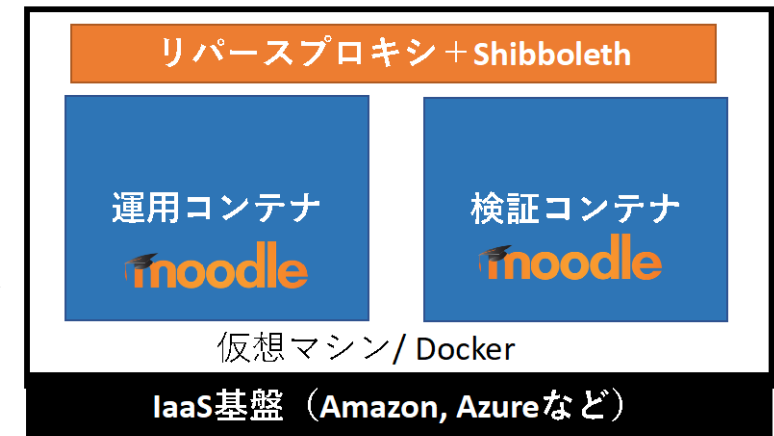 リパースプロキシ＋Shibboleth
運用コンテナ
moodle
検証コンテナ
moodle
仮想マシン/ Docker
IaaS基盤（Amazon, Azureなど）